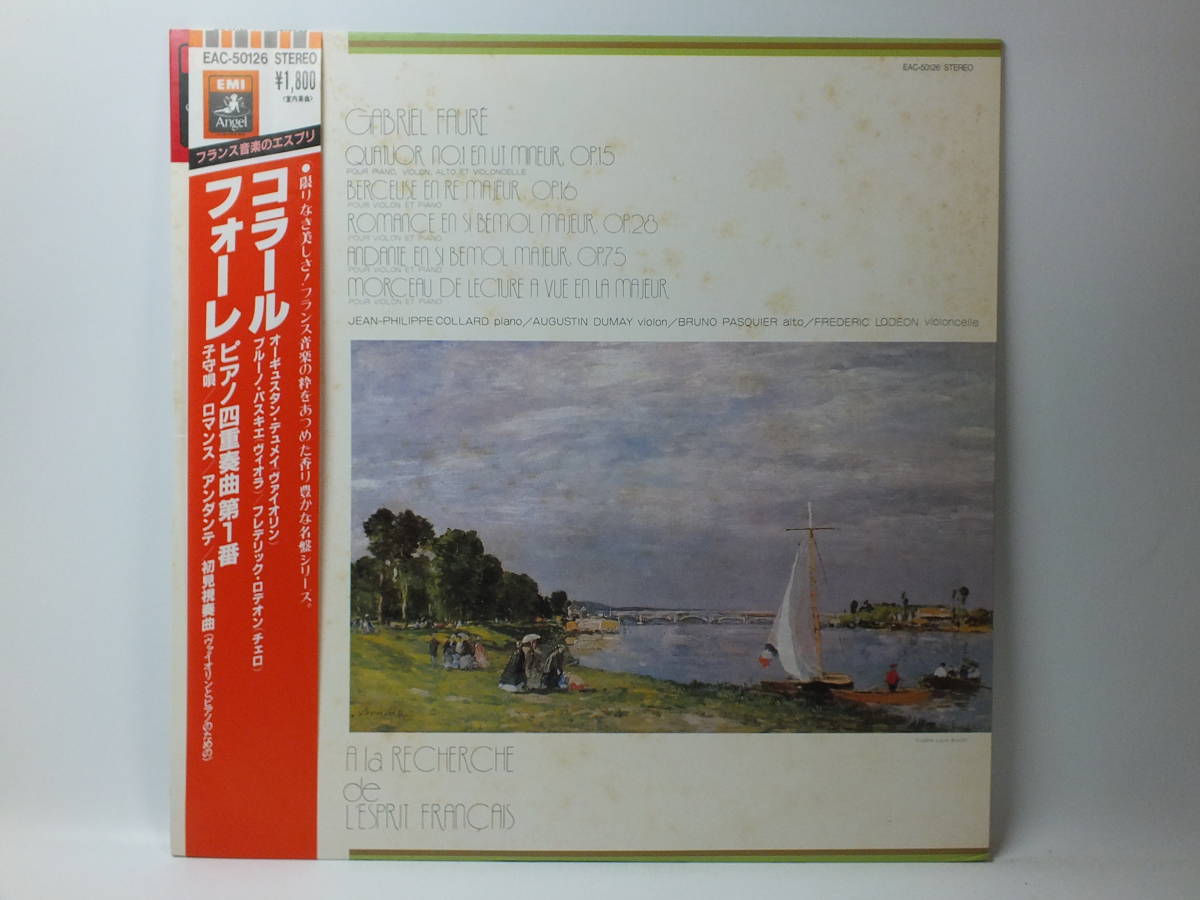 EAC-50126 STEREO
¥1,800
〈室内楽曲〉
EMI
Angel
フランス音楽のエスプリ
●限りなき美しさ!フランス音楽の粋をあつめた香り豊かな名盤シリーズ。
コラール
オーギュスタン・デュメイ(ヴァイオリン)
ブルーノ・パスキエ(ヴィオラ)/フレデリック・ロデオン(チェロ)
フォーレ
ピアノ四重奏曲 第1番
子守唄/ロマンス/アンダンテ/初見視奏曲(ヴァイオリンとピアノのための)
EAC-50126 STEREO
GABRIEL FAURÉ
QUATUOR NO.1 EN UT MINEUR, OP.15
POUR PIANO, VIOLON, ALTO ET VIOLONCELLE
BERCEUSE EN RE MAJEUR, OP.16
POUR VIOLON ET PIANO
ROMANCE EN SI BEMOL MAJEUR, OP.28
POUR VIOLON ET PIANO
ANDANTE EN SI BEMOL MAJEUR, OP.75
POUR VIOLON ET PIANO
MORCEAU DE LECTURE A VUE EN LA MAJEUR
POUR VIOLON ET PIANO
JEAN-PHILIPPE COLLARD piano/AUGUSTIN DUMAY violon/BRUNO PASQUIER alto/FREDERIC LODEON violoncelle
A la RECHERCHE
de
L'ESPRIT FRANÇAIS